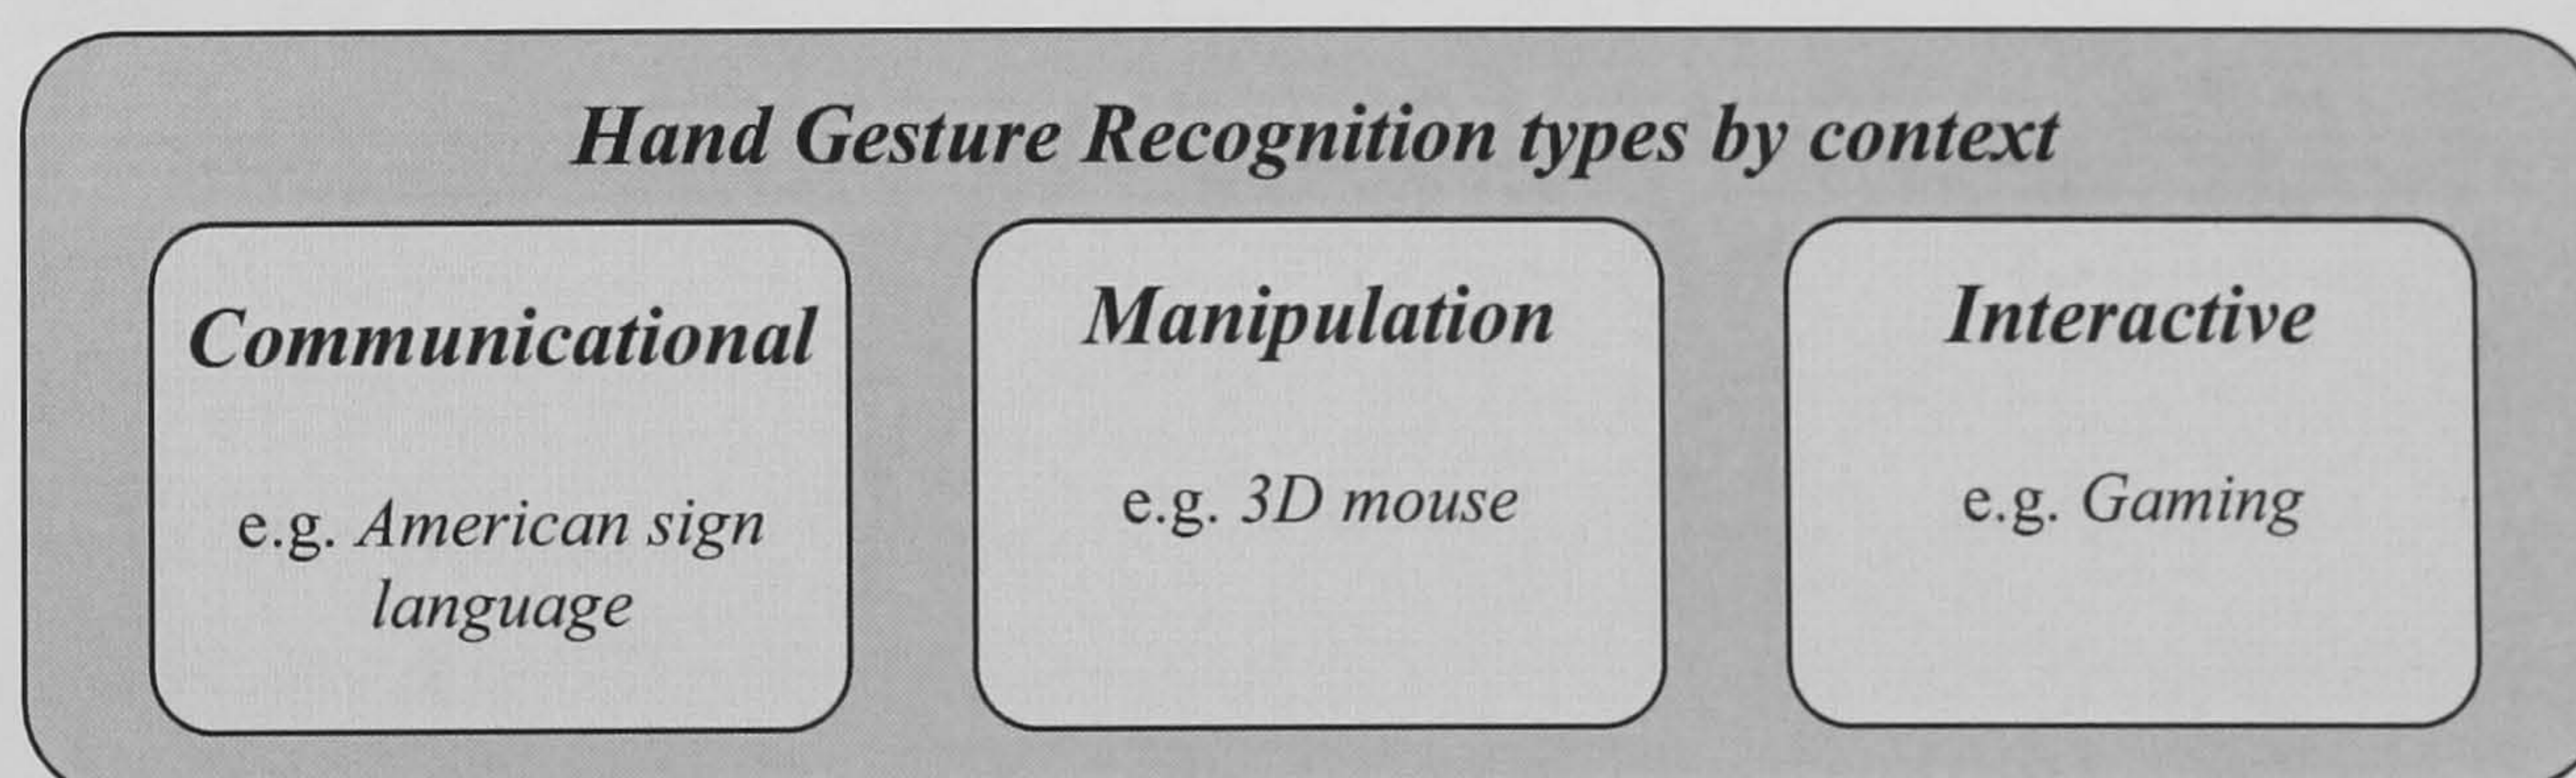 Hand Gesture Recognition types by context
Communicational
e.g. American sign
language
Manipulation
e.g. 3D mouse
Interactive
e.g. Gaming